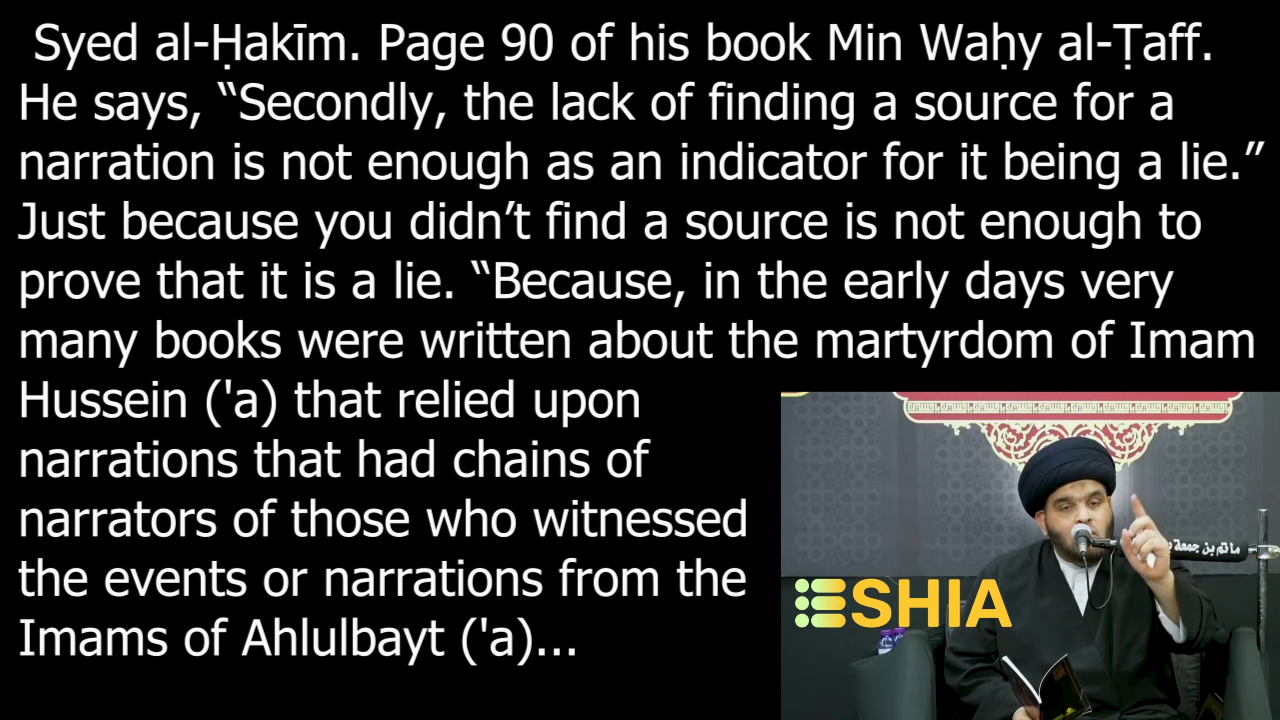 Syed al-Ḥakīm. Page 90 of his book Min Waḥy al-Ṭaff.
He says, “Secondly, the lack of finding a source for a
narration is not enough as an indicator for it being a lie.”
Just because you didn’t find a source is not enough to
prove that it is a lie. “Because, in the early days very
many books were written about the martyrdom of Imam
Hussein ('a) that relied upon
narrations that had chains of
narrators of those who witnessed
the events or narrations from the
Imams of Ahlulbayt ('a)...
ماتم بن جمعة
SHIA